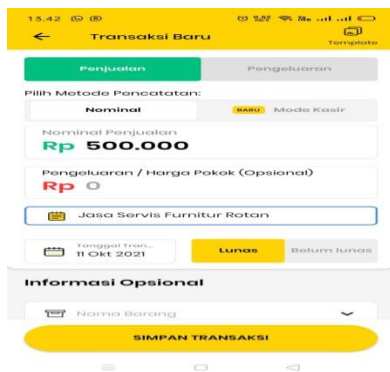 13.42
Transaksi Baru
Template
Penjualan Pengeluaran
Pilih Metode Pencatatan:
Nominal BARU Mode Kasir
Nominal Penjualan
Rp 500.000
Pengeluaran / Harga Pokok (Opsional)
Rp 0
Jasa Servis Furnitur Rotan
Tanggal Tran...
11 Okt 2021
Lunas Belum lunas
Informasi Opsional
Nama Barang
SIMPAN TRANSAKSI